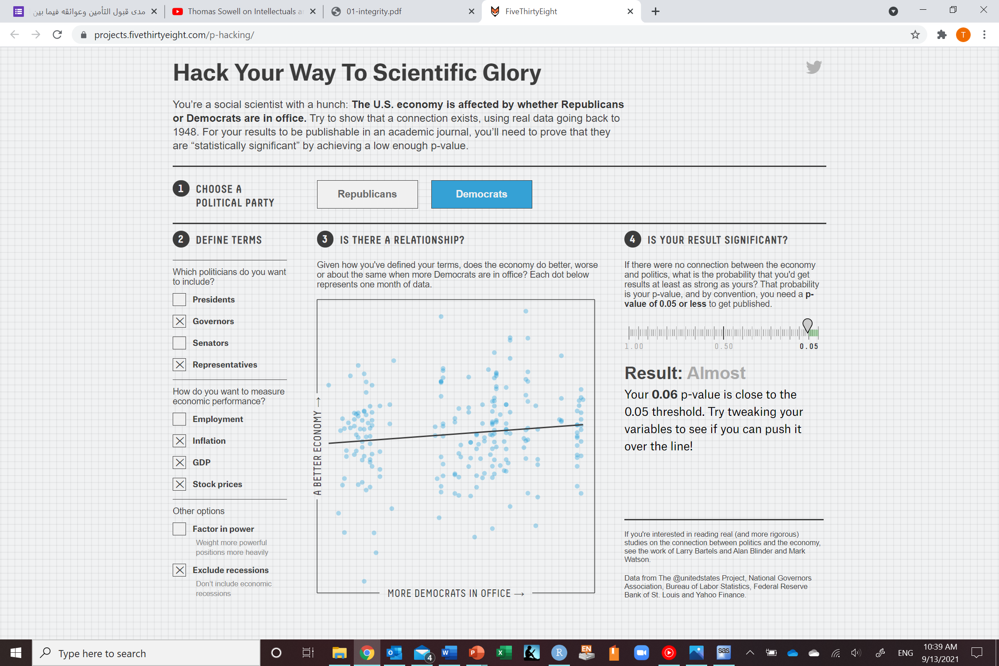 مدى قبول التأمين وعوائقه فيما بين
Thomas Sowell on Intellectuals a
01-integrity.pdf
FiveThirtyEight
projects.fivethirtyeight.com/p-hacking/
T
Hack Your Way To Scientific Glory
You're a social scientist with a hunch: The U.S. economy is affected by whether Republicans
or Democrats are in office. Try to show that a connection exists, using real data going back to
1948. For your results to be publishable in an academic journal, you'll need to prove that they
are “statistically significant” by achieving a low enough p-value.
1 CHOOSE A
POLITICAL PARTY
Republicans
Democrats
2 DEFINE TERMS
Which politicians do you want
to include?
Presidents
Governors
Senators
Representatives
How do you want to measure
economic performance?
Employment
Inflation
GDP
Stock prices
Other options
Factor in power
Weight more powerful
positions more heavily
Exclude recessions
Don't include economic
recessions
3 IS THERE A RELATIONSHIP?
Given how you've defined your terms, does the economy do better, worse
or about the same when more Democrats are in office? Each dot below
represents one month of data.
A BETTER ECONOMY →
MORE DEMOCRATS IN OFFICE →
4 IS YOUR RESULT SIGNIFICANT?
If there were no connection between the economy
and politics, what is the probability that you'd get
results at least as strong as yours? That probability
is your p-value, and by convention, you need a p-
value of 0.05 or less to get published.
1.00 0.50 0.05
Result: Almost
Your 0.06 p-value is close to the
0.05 threshold. Try tweaking your
variables to see if you can push it
over the line!
If you're interested in reading real (and more rigorous)
studies on the connection between politics and the economy,
see the work of Larry Bartels and Alan Blinder and Mark
Watson.
Data from The @unitedstates Project, National Governors
Association, Bureau of Labor Statistics, Federal Reserve
Bank of St. Louis and Yahoo Finance.
Type here to search
4
EN
R
sas
ENG
10:39 AM
9/13/2021